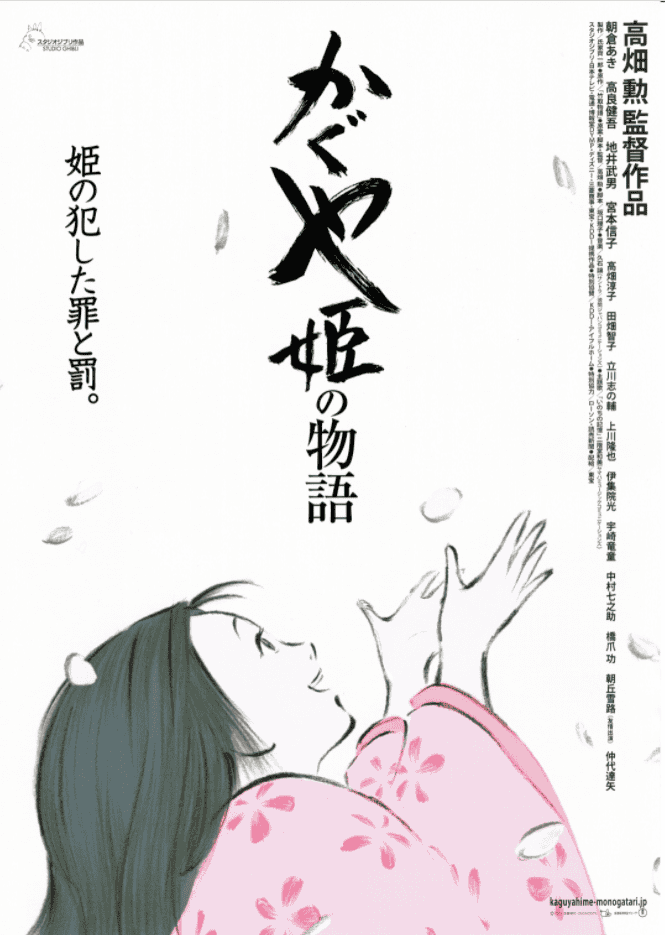 高畑 勲 監督作品
朝倉あき 高良健吾 地井武男 宮本信子 高畑淳子 田畑智子 立川志の輔 上川隆也 伊集院光 宇崎竜童 中村七之助 橋爪 功 朝丘雪路(友情出演) 仲代達矢
かぐや姫の物語
姫の犯した罪と罰。
スタジオジブリ作品
STUDIO GHIBLI
kaguyahime-monogatari.jp